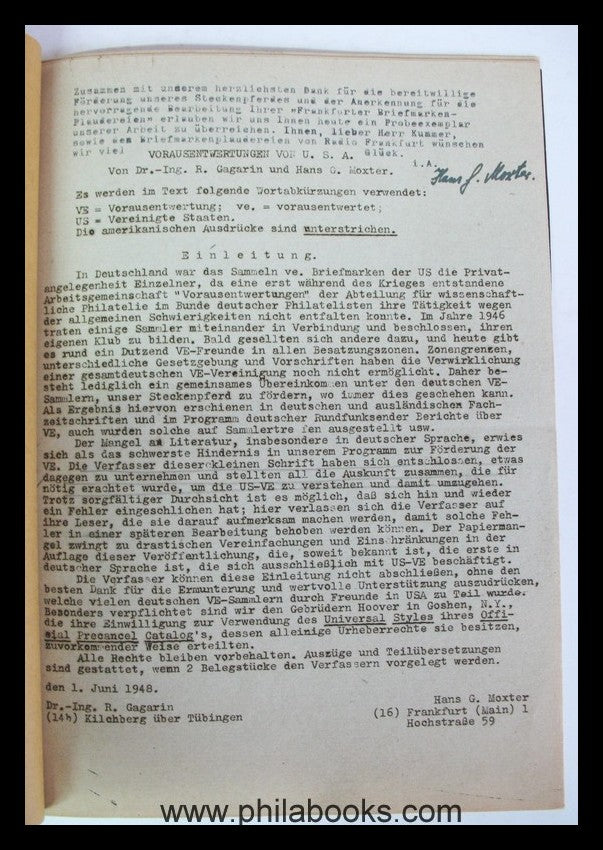 Zusammen mit unserem herzlichsten Dank für die bereitwillige
Förderung unseres Steckenpferdes und der Anerkennung für die
hervorragende Bearbeitung Ihrer "Frankfurter Briefmarken-
Plaudereien" erlauben wir uns Ihnen heute ein Probeexemplar
unserer Arbeit zu überreichen. Ihnen, lieber Herr Kummer,
sowie den Briefmarkenplaudereien von Radio Frankfurt wünschen
wir viel Glück.
VORAUSENTWERTUNGEN VON U. S. A.
i.A.
Von Dr.-Ing. R. Gagarin und Hans G. Moxter.
Hans G. Moxter.
Es werden im Text folgende Wortabkürzungen verwendet:
VE = Vorausentwertung; ve. = vorausentwertet;
US = Vereinigte Staaten.
Die amerikanischen Ausdrücke sind unterstrichen.
Einleitung.
In Deutschland war das Sammeln ve. Briefmarken der US die Privat-
angelegenheit Einzelner, da eine erst während des Krieges entstandene
Arbeitsgemeinschaft "Vorausentwertungen" der Abteilung für wissenschaft-
liche Philatelie im Bunde deutscher Philatelisten ihre Tätigkeit wegen
der allgemeinen Schwierigkeiten nicht entfalten konnte. Im Jahre 1946
traten einige Sammler miteinander in Verbindung und beschlossen, ihren
eigenen Klub zu bilden. Bald gesellten sich andere dazu, und heute gibt
es rund ein Dutzend VE-Freunde in allen Besatzungszonen. Zonengrenzen,
unterschiedliche Gesetzgebung und Vorschriften haben die Verwirklichung
einer gesamtdeutschen VE-Vereinigung noch nicht ermöglicht. Daher be-
steht lediglich ein gemeinsames Übereinkommen unter den deutschen VE-
Sammlern, unser Steckenpferd zu fördern, wo immer dies geschehen kann.
Als Ergebnis hiervon erschienen in deutschen und ausländischen Fach-
zeitschriften und im Programm deutscher Rundfunksender Berichte über
VE, auch wurden solche auf Sammlertreffen ausgestellt usw.
Der Mangel an Literatur, insbesondere in deutscher Sprache, erwies
sich als das schwerste Hindernis in unserem Programm zur Förderung der
VE. Die Verfasser dieser kleinen Schrift haben sich entschlossen, etwas
dagegen zu unternehmen und stellten all die Auskunft zusammen, die für
nötig erachtet wurde, um die US-VE zu verstehen und damit umzugehen.
Trotz sorgfältiger Durchsicht ist es möglich, daß sich hin und wieder
ein Fehler eingeschlichen hat; hier verlassen sich die Verfasser auf
ihre Leser, die sie darauf aufmerksam machen werden, damit solche Feh-
ler in einer späteren Bearbeitung behoben werden können. Der Papierman-
gel zwingt zu drastischen Vereinfachungen und Einschränkungen in der
Auflage dieser Veröffentlichung, die, soweit bekannt ist, die erste in
deutscher Sprache ist, die sich ausschließlich mit US-VE beschäftigt.
Die Verfasser können diese Einleitung nicht abschließen, ohne den
besten Dank für die Ermunterung und wertvolle Unterstützung auszudrücken,
welche vielen deutschen VE-Sammlern durch Freunde in USA zu Teil wurde.
Besonders verpflichtet sind wir den Gebrüdern Hoover in Goshen, N.Y.,
die ihre Einwilligung zur Verwendung des Universal Styles ihres Offi-
cial Precancel Catalog's, dessen alleinige Urheberrechte sie besitzen,
zuvorkommender Weise erteilten.
Alle Rechte bleiben vorbehalten. Auszüge und Teilübersetzungen
sind gestattet, wenn 2 Belegstücke den Verfassern vorgelegt werden.
den 1. Juni 1948.
Dr.-Ing. R. Gagarin
(14b) Kilchberg über Tübingen
Hans G. Moxter
(16) Frankfurt (Main) 1
Hochstraße 59
www.philabooks.com